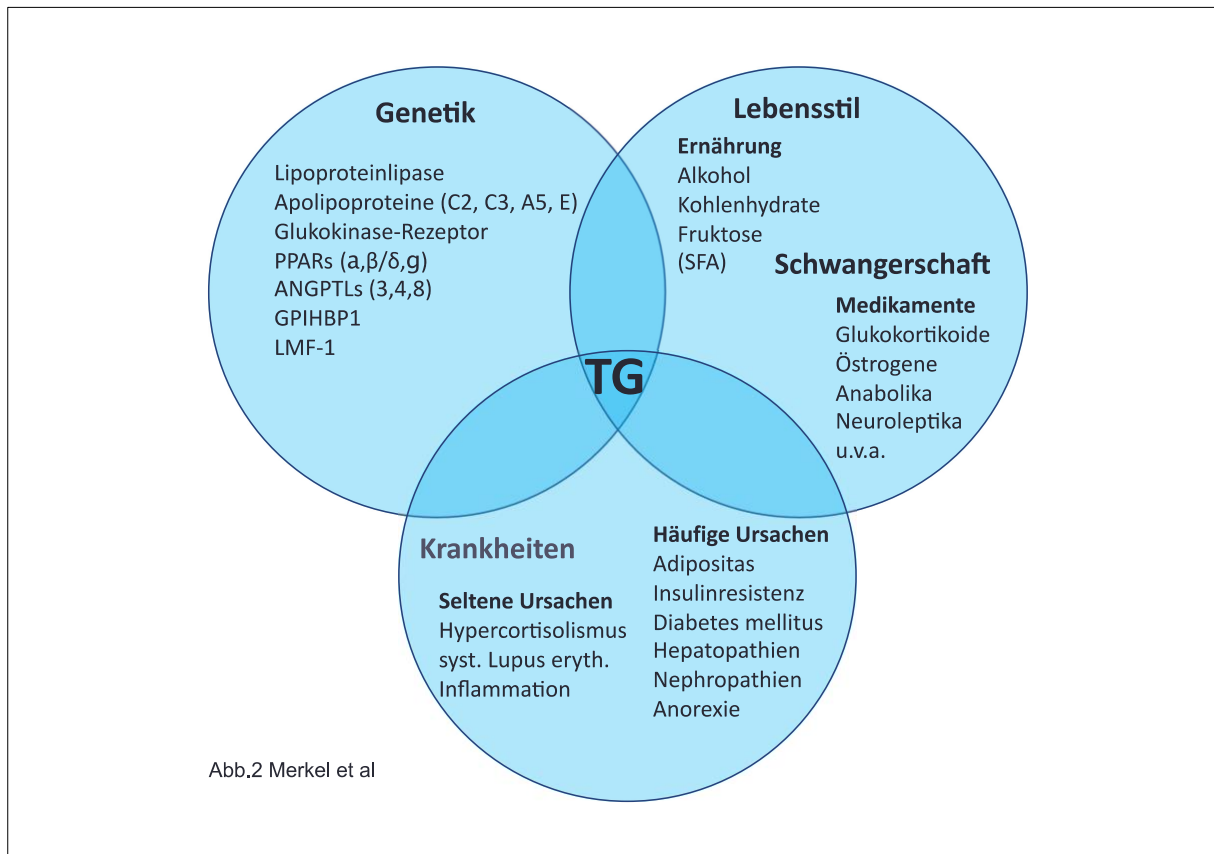 Genetik
Lipoproteinlipase
Apolipoproteine (C2, C3, A5, E)
Glukokinase-Rezeptor
PPARs (a,β/δ,g)
ANGPTLs (3,4,8)
GPIHBP1
LMF-1
Lebensstil
Ernährung
Alkohol
Kohlenhydrate
Fruktose
(SFA)
Schwangerschaft
Medikamente
Glukokortikoide
Östrogene
Anabolika
Neuroleptika
u.v.a.
TG
Krankheiten
Seltene Ursachen
Hypercortisolismus
syst. Lupus eryth.
Inflammation
Häufige Ursachen
Adipositas
Insulinresistenz
Diabetes mellitus
Hepatopathien
Nephropathien
Anorexie
Abb.2 Merkel et al